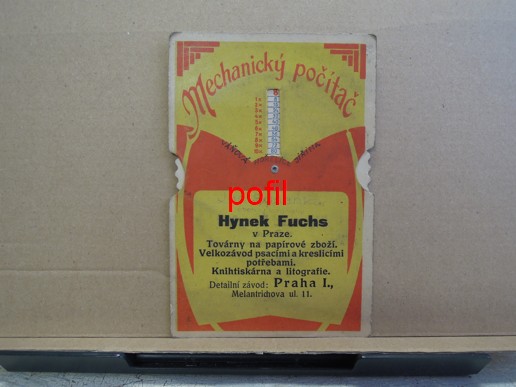 Mechanický počítač
pofil
Hynek Fuchs
v Praze.
Továrny na papírové zboží.
Velkozávod psacími a kreslícími
potřebami.
Knihtiskárna a litografie.
Detailní závod: Praha I.,
Melantrichova ul. 11.